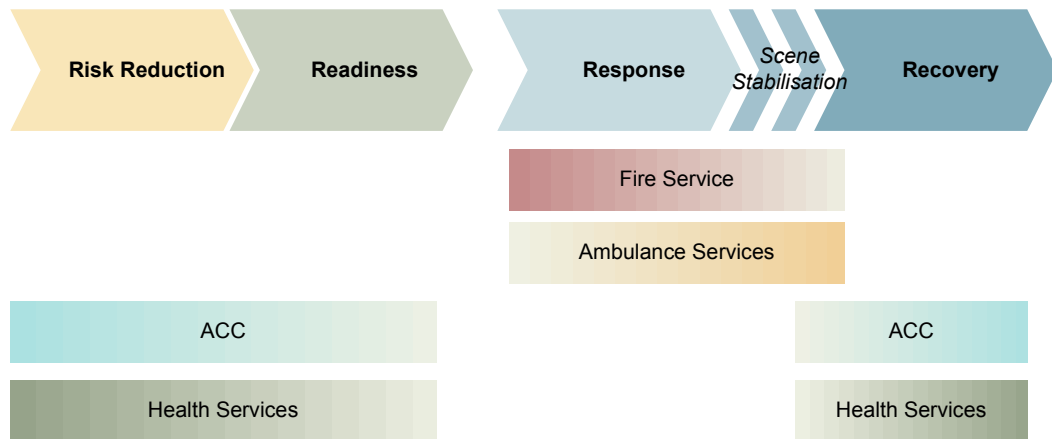 Risk Reduction
Readiness
Response
Scene
Stabilisation
Recovery
Fire Service
Ambulance Services
ACC
ACC
Health Services
Health Services